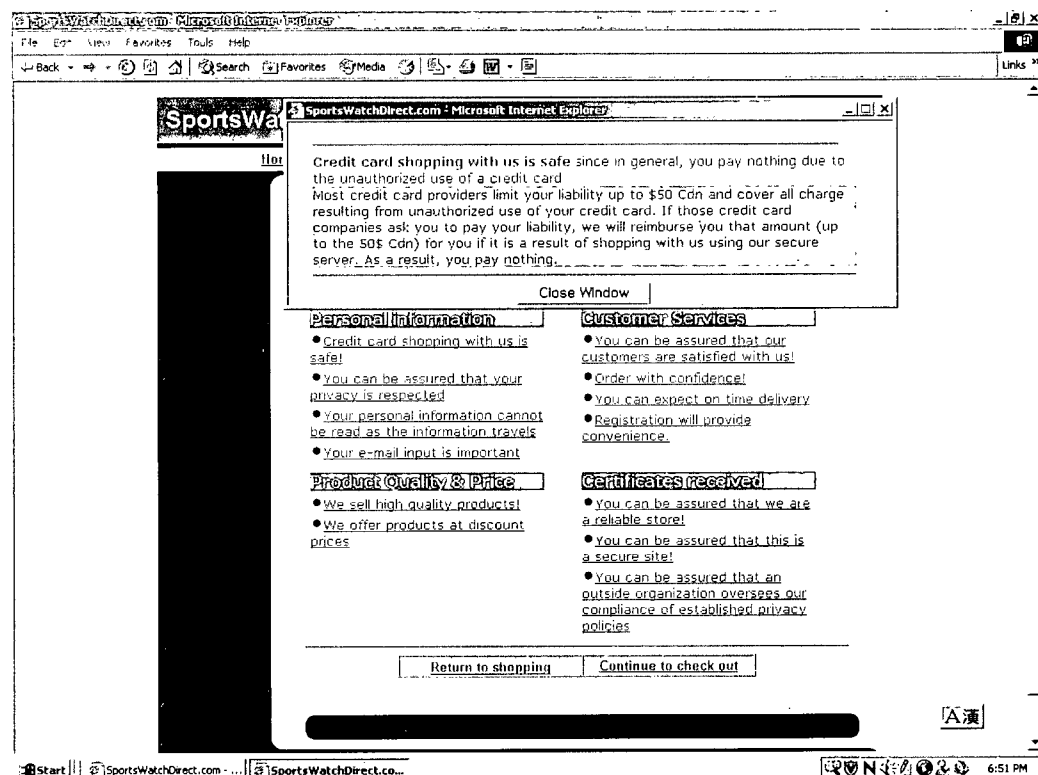 SportsWatchDirect.com - Microsoft Internet Explorer
File Edit View Favorites Tools Help
Back Search Favorites Media Links »
SportsWa
SportsWatchDirect.com - Microsoft Internet Explorer
Credit card shopping with us is safe since in general, you pay nothing due to
the unauthorized use of a credit card
Most credit card providers limit your liability up to $50 Cdn and cover all charge
resulting from unauthorized use of your credit card. If those credit card
companies ask you to pay your liability, we will reimburse you that amount (up
to the 50$ Cdn) for you if it is a result of shopping with us using our secure
server. As a result, you pay nothing.
Close Window
Personal Information
•Credit card shopping with us is
safe!
•You can be assured that your
privacy is respected
•Your personal information cannot
be read as the information travels
•Your e-mail input is important
Customer Services
•You can be assured that our
customers are satisfied with us!
•Order with confidence!
•You can expect on time delivery
•Registration will provide
convenience.
Product Quality & Price
•We sell high quality products!
•We offer products at discount
prices
Certificates received
•You can be assured that we are
a reliable store!
•You can be assured that this is
a secure site!
•You can be assured that an
outside organization oversees our
compliance of established privacy
policies
Return to shopping Continue to check out
A漢
Start SportsWatchDirect.com - ... SportsWatchDirect.co... 6:51 PM